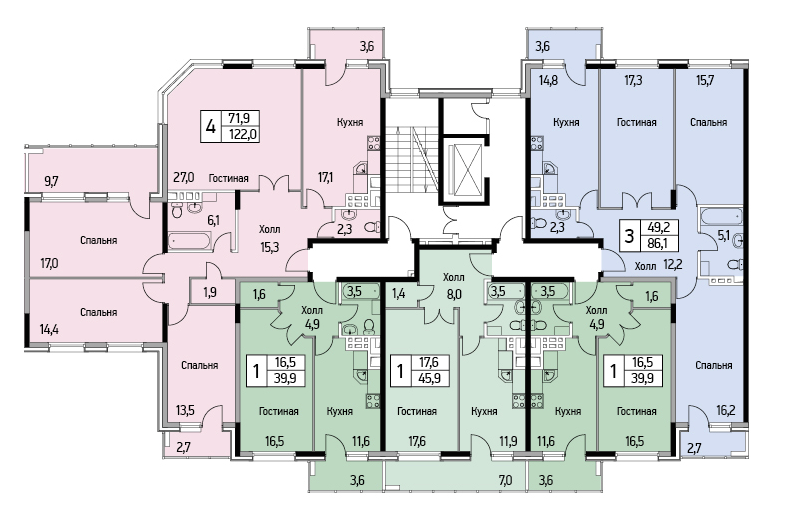 3,6
3,6
4
71,9
122,0
Кухня
14,8
17,3
15,7
Кухня
Гостиная
Спальня
9,7
27,0
Гостиная
17,1
6,1
Холл
15,3
2,3
2,3
3
49,2
86,1
5,1
Холл
12,2
Спальня
17,0
1,9
Спальня
14,4
1,6
3,5
Холл
4,9
1,4
Холл
8,0
3,5
3,5
Холл
4,9
1,6
Спальня
13,5
2,7
1
16,5
39,9
1
17,6
45,9
1
16,5
39,9
Спальня
16,2
2,7
Гостиная
16,5
Кухня
11,6
Гостиная
17,6
Кухня
11,9
Кухня
11,6
Гостиная
16,5
3,6
7,0
3,6